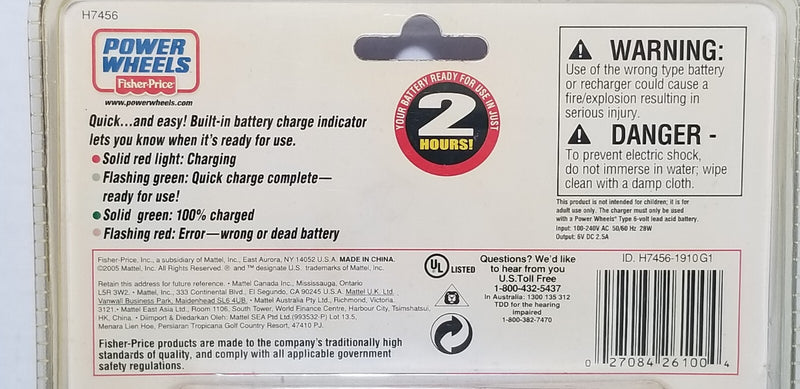 H7456
POWER
WHEELS
Fisher-Price
www.powerwheels.com
Quick...and easy! Built-in battery charge indicator
lets you know when it's ready for use.
Solid red light: Charging
Flashing green: Quick charge complete—
ready for use!
Solid green: 100% charged
Flashing red: Error—wrong or dead battery
YOUR BATTERY READY FOR USE IN JUST
2
HOURS!
WARNING:
Use of the wrong type battery
or recharger could cause a
fire/explosion resulting in
serious injury.
DANGER -
To prevent electric shock,
do not immerse in water; wipe
clean with a damp cloth.
This product is not intended for children; it is for
adult use only. The charger must only be used
with a Power Wheels® Type 6-volt lead acid battery.
Input: 100-240V AC 50/60 Hz 28W
Output: 6V DC 2.5A
Fisher-Price, Inc., a subsidiary of Mattel, Inc., East Aurora, NY 14052 U.S.A. MADE IN CHINA.
©2005 Mattel, Inc. All Rights Reserved. ® and ™ designate U.S. trademarks of Mattel, Inc.
Retain this address for future reference. • Mattel Canada Inc., Mississauga, Ontario
L5R 3W2. • Mattel, Inc., 333 Continental Blvd., El Segundo, CA 90245 U.S.A. Mattel U.K. Ltd.,
Vanwall Business Park, Maidenhead SL6 4UB. • Mattel Australia Pty Ltd., Richmond, Victoria,
3121. • Mattel East Asia Ltd., Room 1106, South Tower, World Finance Centre, Harbour City, Tsimshatsui,
HK, China. • Diimport & Diedarkan Oleh: Mattel SEA Ptd Ltd.(993532-P) Lot 13.5,
Menara Lien Hoe, Persiaran Tropicana Golf Country Resort, 47410 PJ.
Fisher-Price products are made to the company's traditionally high
standards of quality, and comply with all applicable government
safety regulations.
UL LISTED
Questions? We'd like
to hear from you
U.S.Toll Free
1-800-432-5437
In Australia: 1300 135 312
TDD for the hearing
impaired
1-800-382-7470
ID. H7456-1910G1
0 27084 26100 4